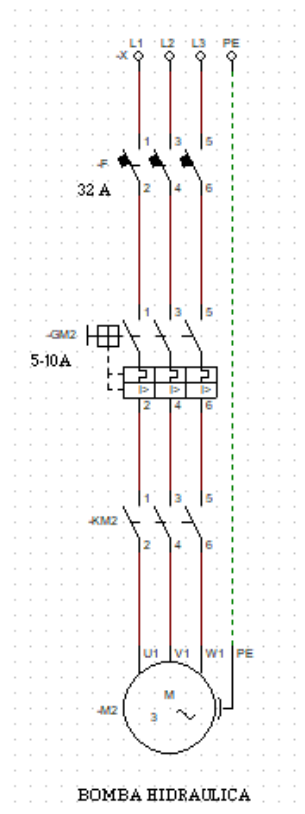 L1 L2 L3 PE
-X
1 3 5
-F
32 A
2 4 6
1 3 5
-GM2
5-10A
I> I> I>
2 4 6
1 3 5
-KM2
2 4 6
U1 V1 W1 PE
M
-M2
3
BOMBA HIDRAULICA